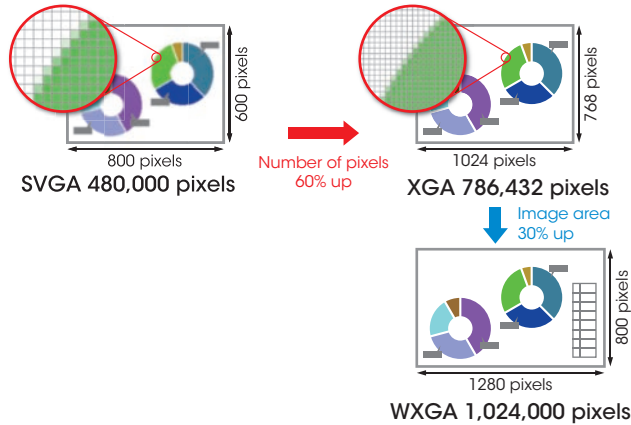 600 pixels
800 pixels
SVGA 480,000 pixels
Number of pixels
60% up
768 pixels
1024 pixels
XGA 786,432 pixels
Image area
30% up
800 pixels
1280 pixels
WXGA 1,024,000 pixels